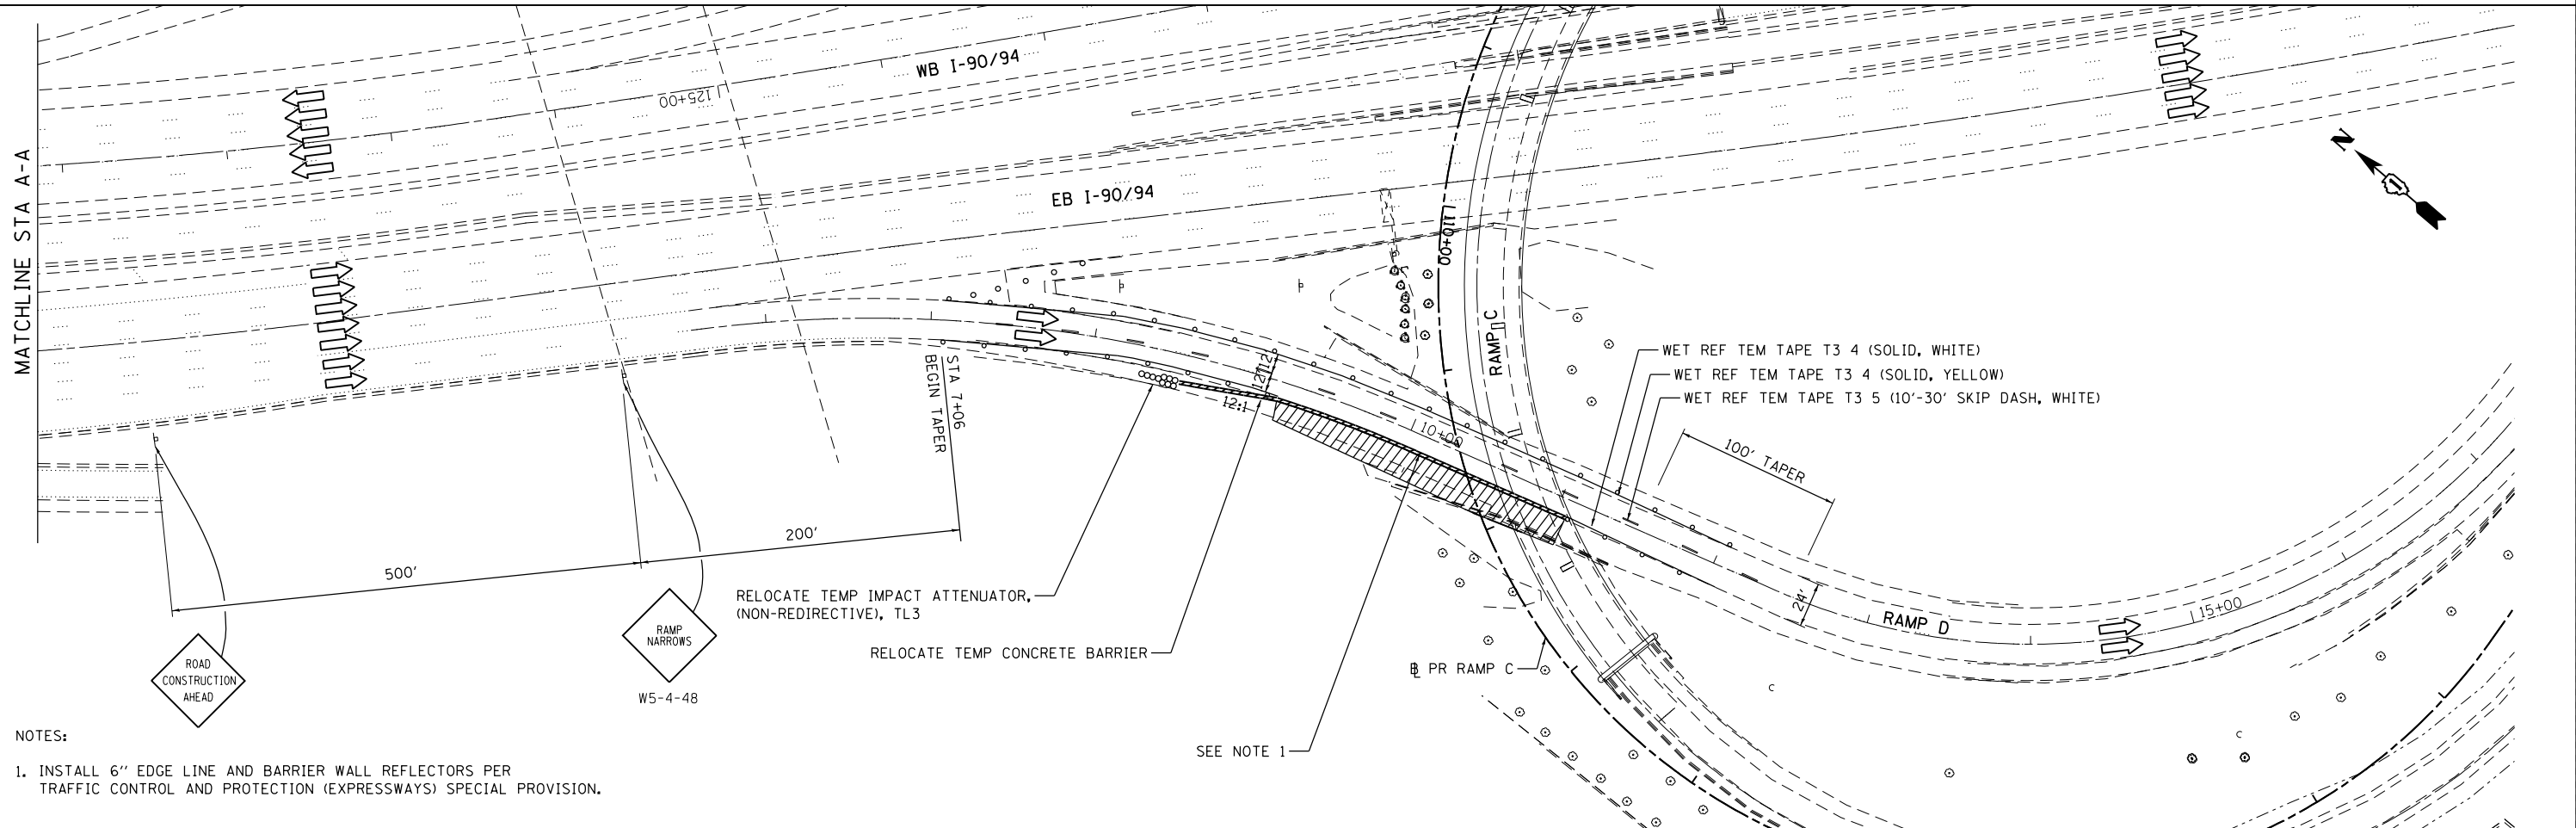 WB I-90/94
125+00
MATCHLINE STA A-A
EB I-90/94
110+00
N
RAMP C
WET REF TEM TAPE T3 4 (SOLID, WHITE)
WET REF TEM TAPE T3 4 (SOLID, YELLOW)
WET REF TEM TAPE T3 5 (10'-30' SKIP DASH, WHITE)
STA 7+06
BEGIN TAPER
12'
12'
12:1
10+00
100' TAPER
200'
500'
24'
RAMP D
15+00
RELOCATE TEMP IMPACT ATTENUATOR,
(NON-REDIRECTIVE), TL3
RELOCATE TEMP CONCRETE BARRIER
RAMP
NARROWS
W5-4-48
ROAD
CONSTRUCTION
AHEAD
PR RAMP C
C
C
SEE NOTE 1
NOTES:
1. INSTALL 6'' EDGE LINE AND BARRIER WALL REFLECTORS PER
TRAFFIC CONTROL AND PROTECTION (EXPRESSWAYS) SPECIAL PROVISION.